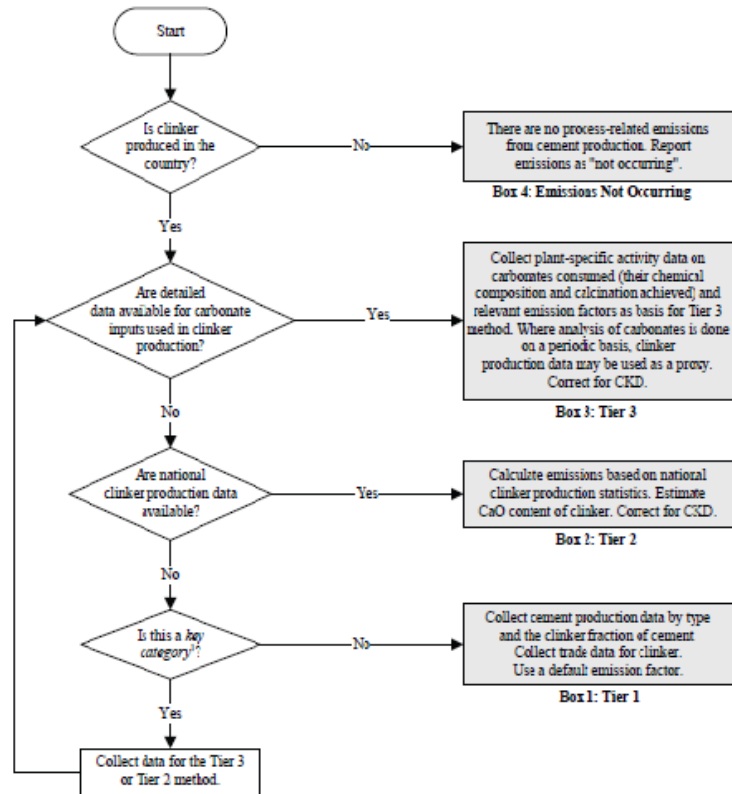 Start
Is clinker
produced in the
country?
No
There are no process-related emissions
from cement production. Report
emissions as "not occurring".
Box 4: Emissions Not Occurring
Yes
Are detailed
data available for carbonate
inputs used in clinker
production?
Yes
Collect plant-specific activity data on
carbonates consumed (their chemical
composition and calcination achieved) and
relevant emission factors as basis for Tier 3
method. Where analysis of carbonates is done
on a periodic basis, clinker
production data may be used as a proxy.
Correct for CKD.
Box 3: Tier 3
No
Are national
clinker production data
available?
Yes
Calculate emissions based on national
clinker production statistics. Estimate
CaO content of clinker. Correct for CKD.
Box 2: Tier 2
No
Is this a key
category¹?
No
Collect cement production data by type
and the clinker fraction of cement
Collect trade data for clinker.
Use a default emission factor.
Box 1: Tier 1
Yes
Collect data for the Tier 3
or Tier 2 method.